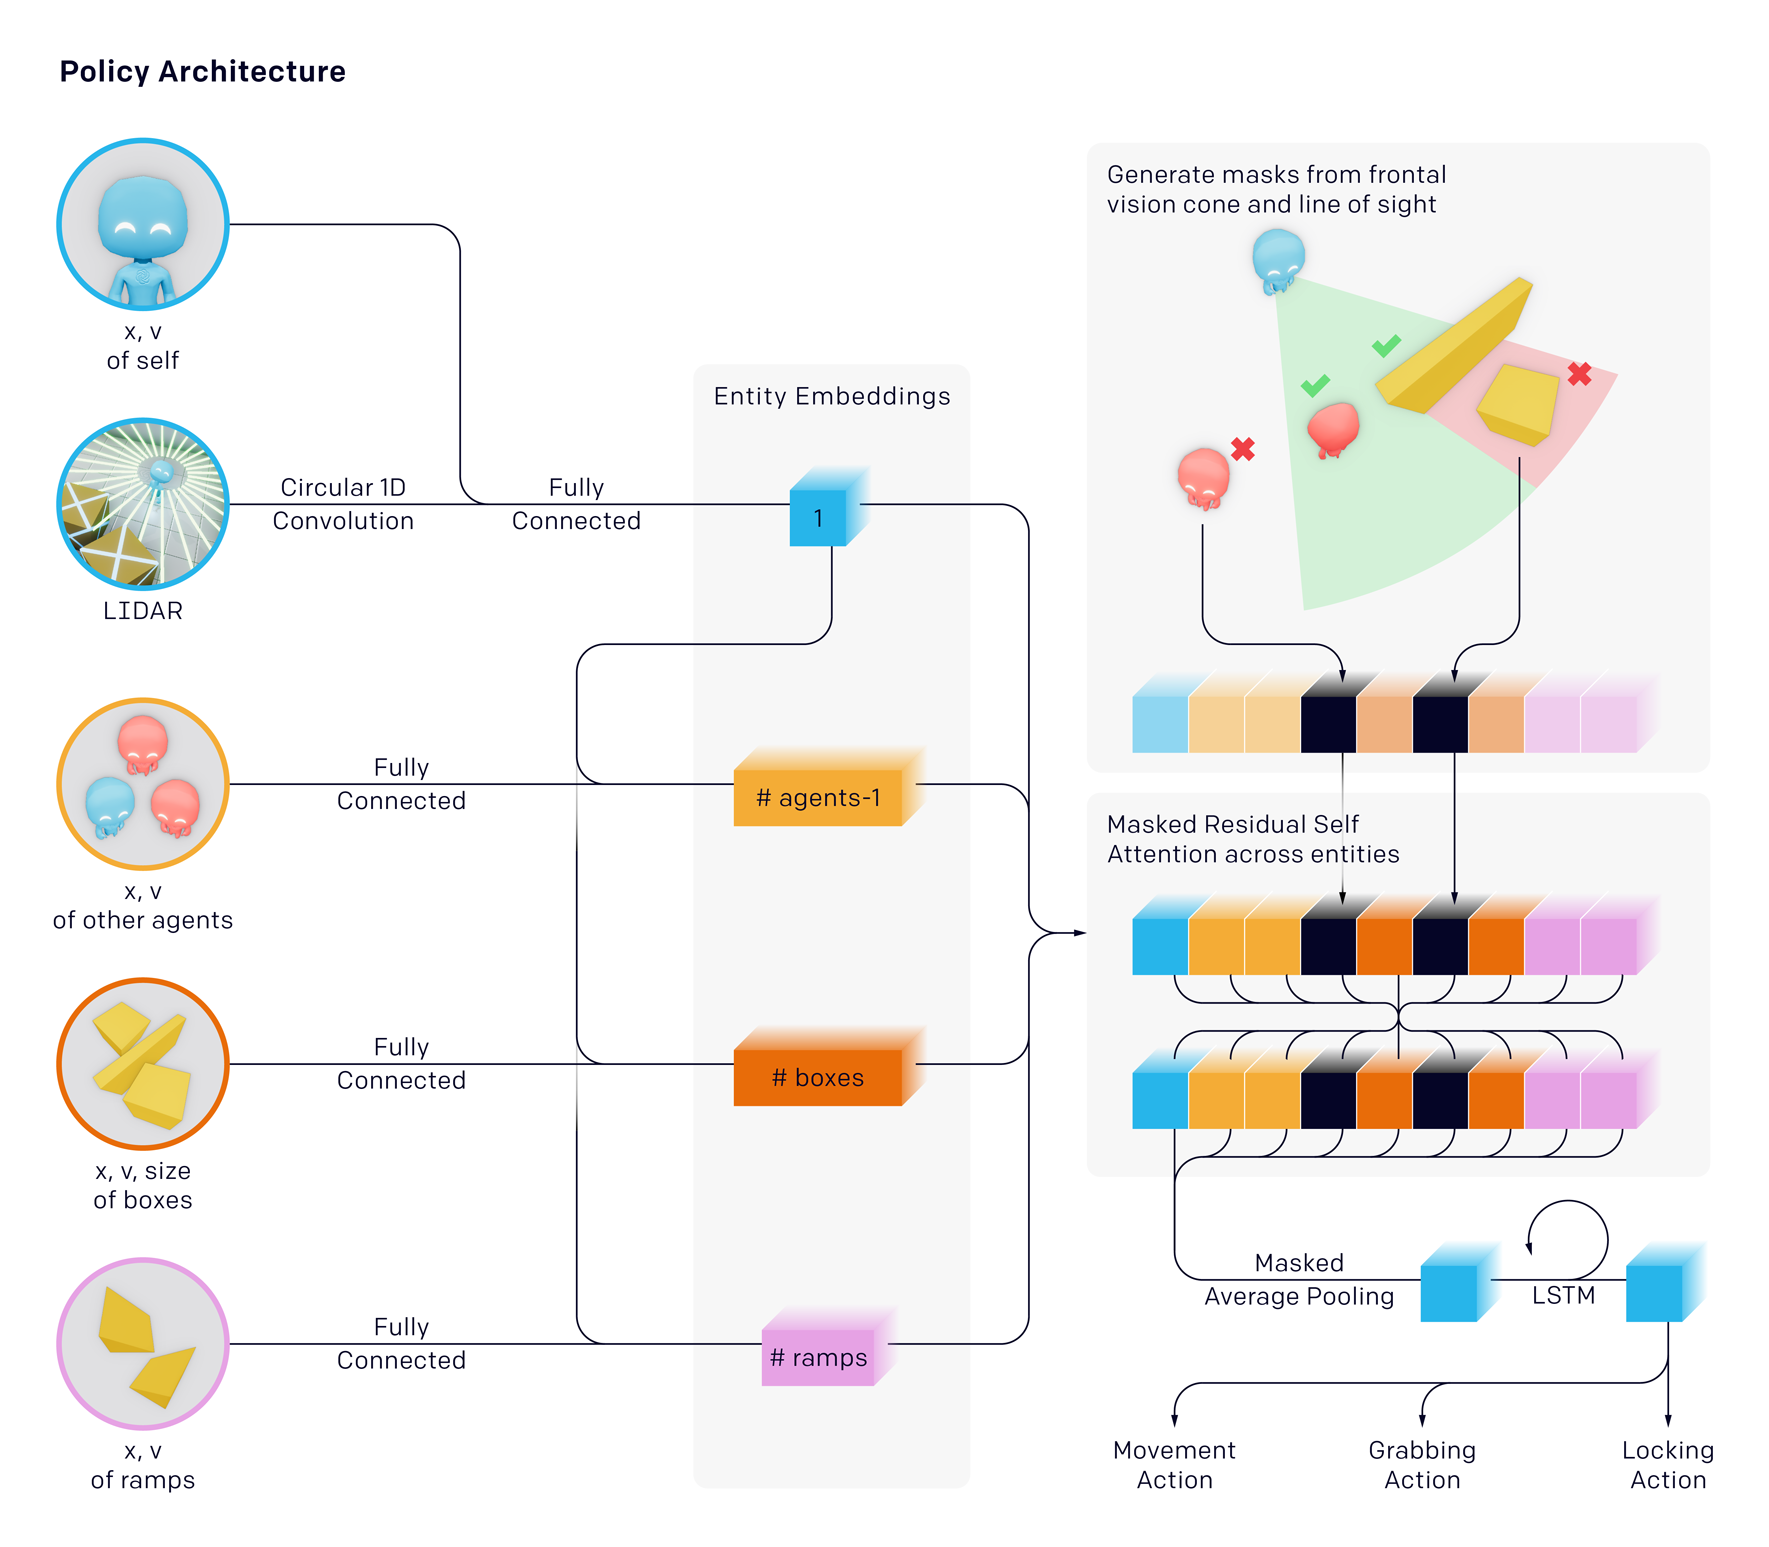 Policy Architecture
x, v
of self
Circular 1D
Convolution
Fully
Connected
LIDAR
Fully
Connected
x, v
of other agents
Fully
Connected
x, v, size
of boxes
Fully
Connected
x, v
of ramps
Entity Embeddings
1
# agents-1
# boxes
# ramps
Generate masks from frontal
vision cone and line of sight
Masked Residual Self
Attention across entities
Masked
Average Pooling
LSTM
Movement
Action
Grabbing
Action
Locking
Action